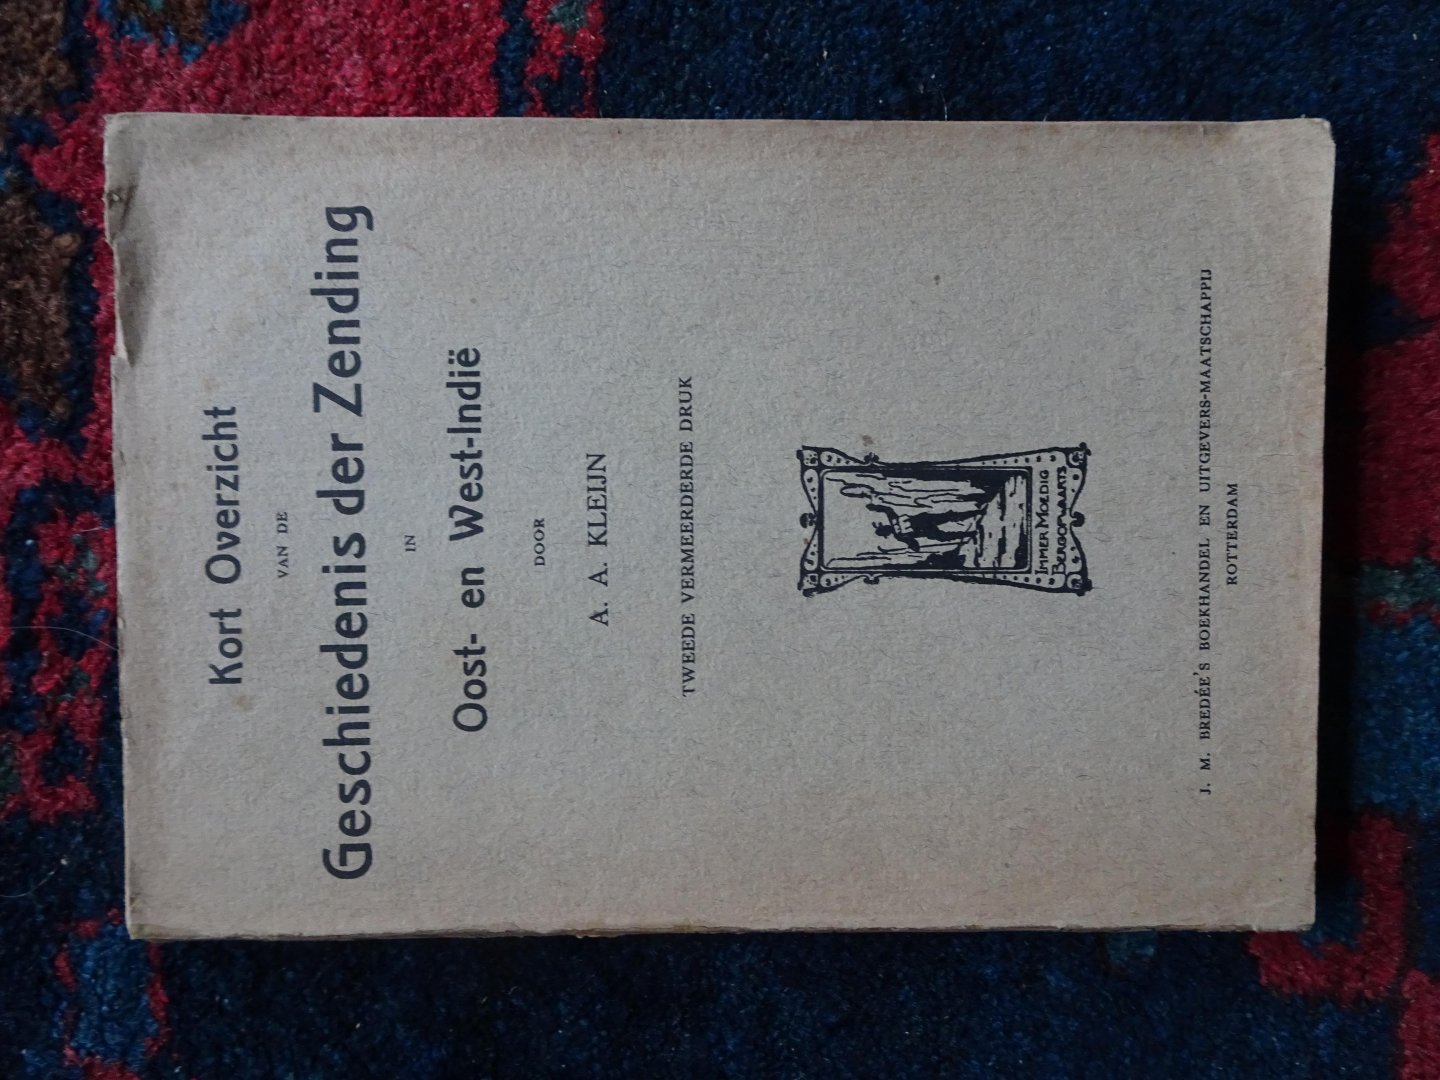 Kort Overzicht
VAN DE
Geschiedenis der Zending
IN
Oost- en West-Indië
DOOR
A. A. KLEIJN
TWEEDE VERMEERDERDE DRUK
IMMER MOEDIG
BERGOPWAARTS
J. M. BREDÉE'S BOEKHANDEL EN UITGEVERS-MAATSCHAPPIJ
ROTTERDAM